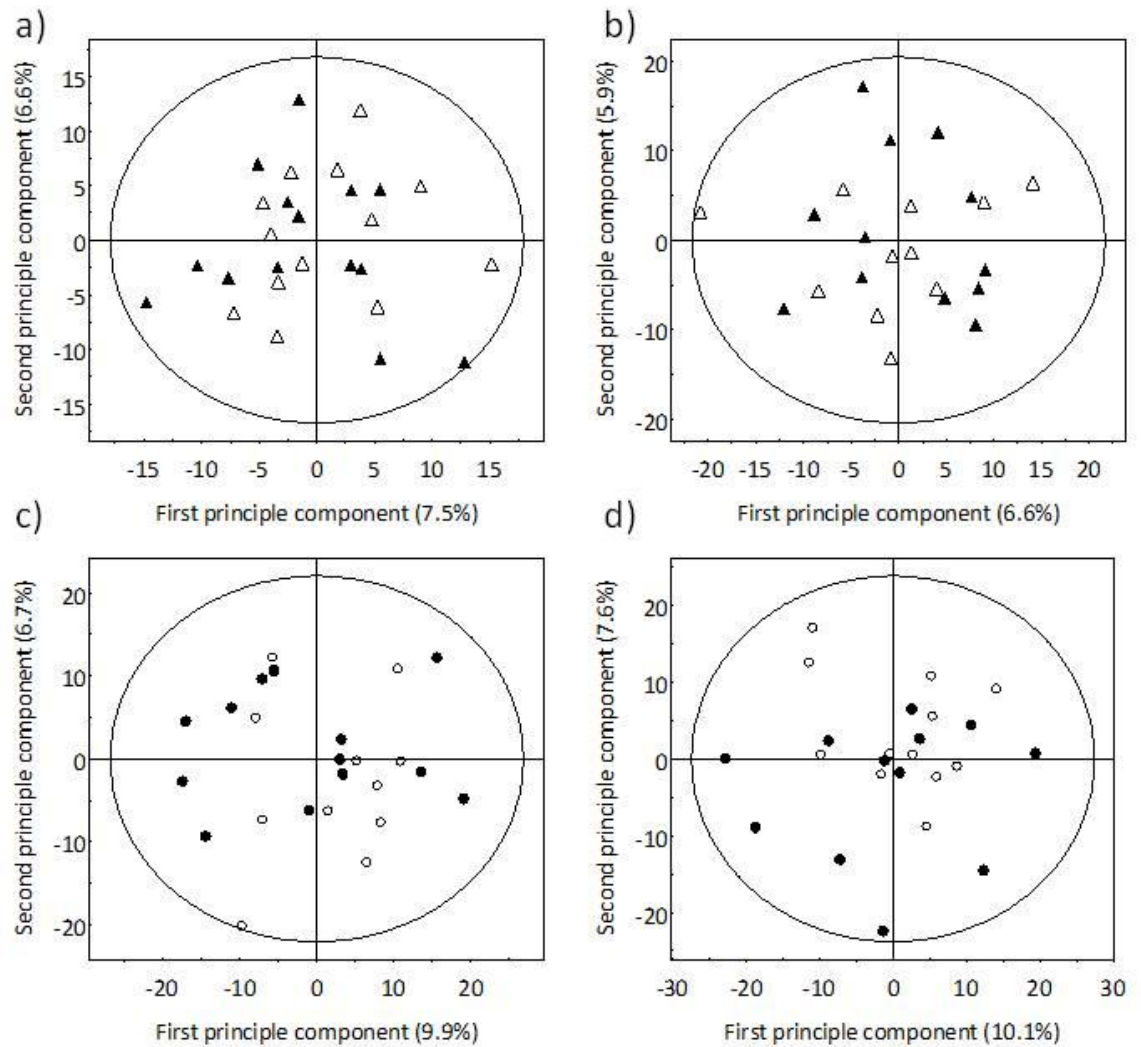 a)
Second principle component (6.6%)
15
10
5
0
-5
-10
-15
-15 -10 -5 0 5 10 15
First principle component (7.5%)
b)
Second principle component (5.9%)
20
10
0
-10
-20
-20 -15 -10 -5 0 5 10 15 20
First principle component (6.6%)
c)
Second principle component (6.7%)
20
10
0
-10
-20
-20 -10 0 10 20
First principle component (9.9%)
d)
Second principle component (7.6%)
20
10
0
-10
-20
-30 -20 -10 0 10 20 30
First principle component (10.1%)